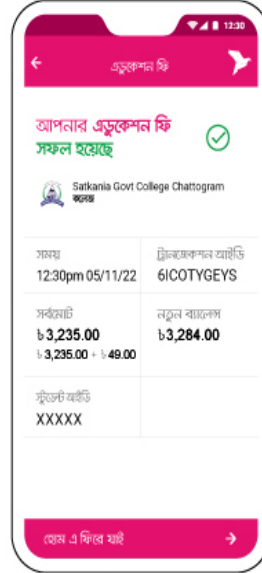 12:30
এডুকেশন ফি
আপনার এডুকেশন ফি
সফল হয়েছে
Satkania Govt College Chattogram
কলেজ
সময়
ট্রানজেকশন আইডি
12:30pm 05/11/22
6ICOTYGEYS
সর্বমোট
নতুন ব্যালেন্স
৳ 3,235.00
৳3,284.00
৳ 3,235.00 + ৳ 49.00
স্টুডেন্ট আইডি
XXXXX
হোম এ ফিরে যাই